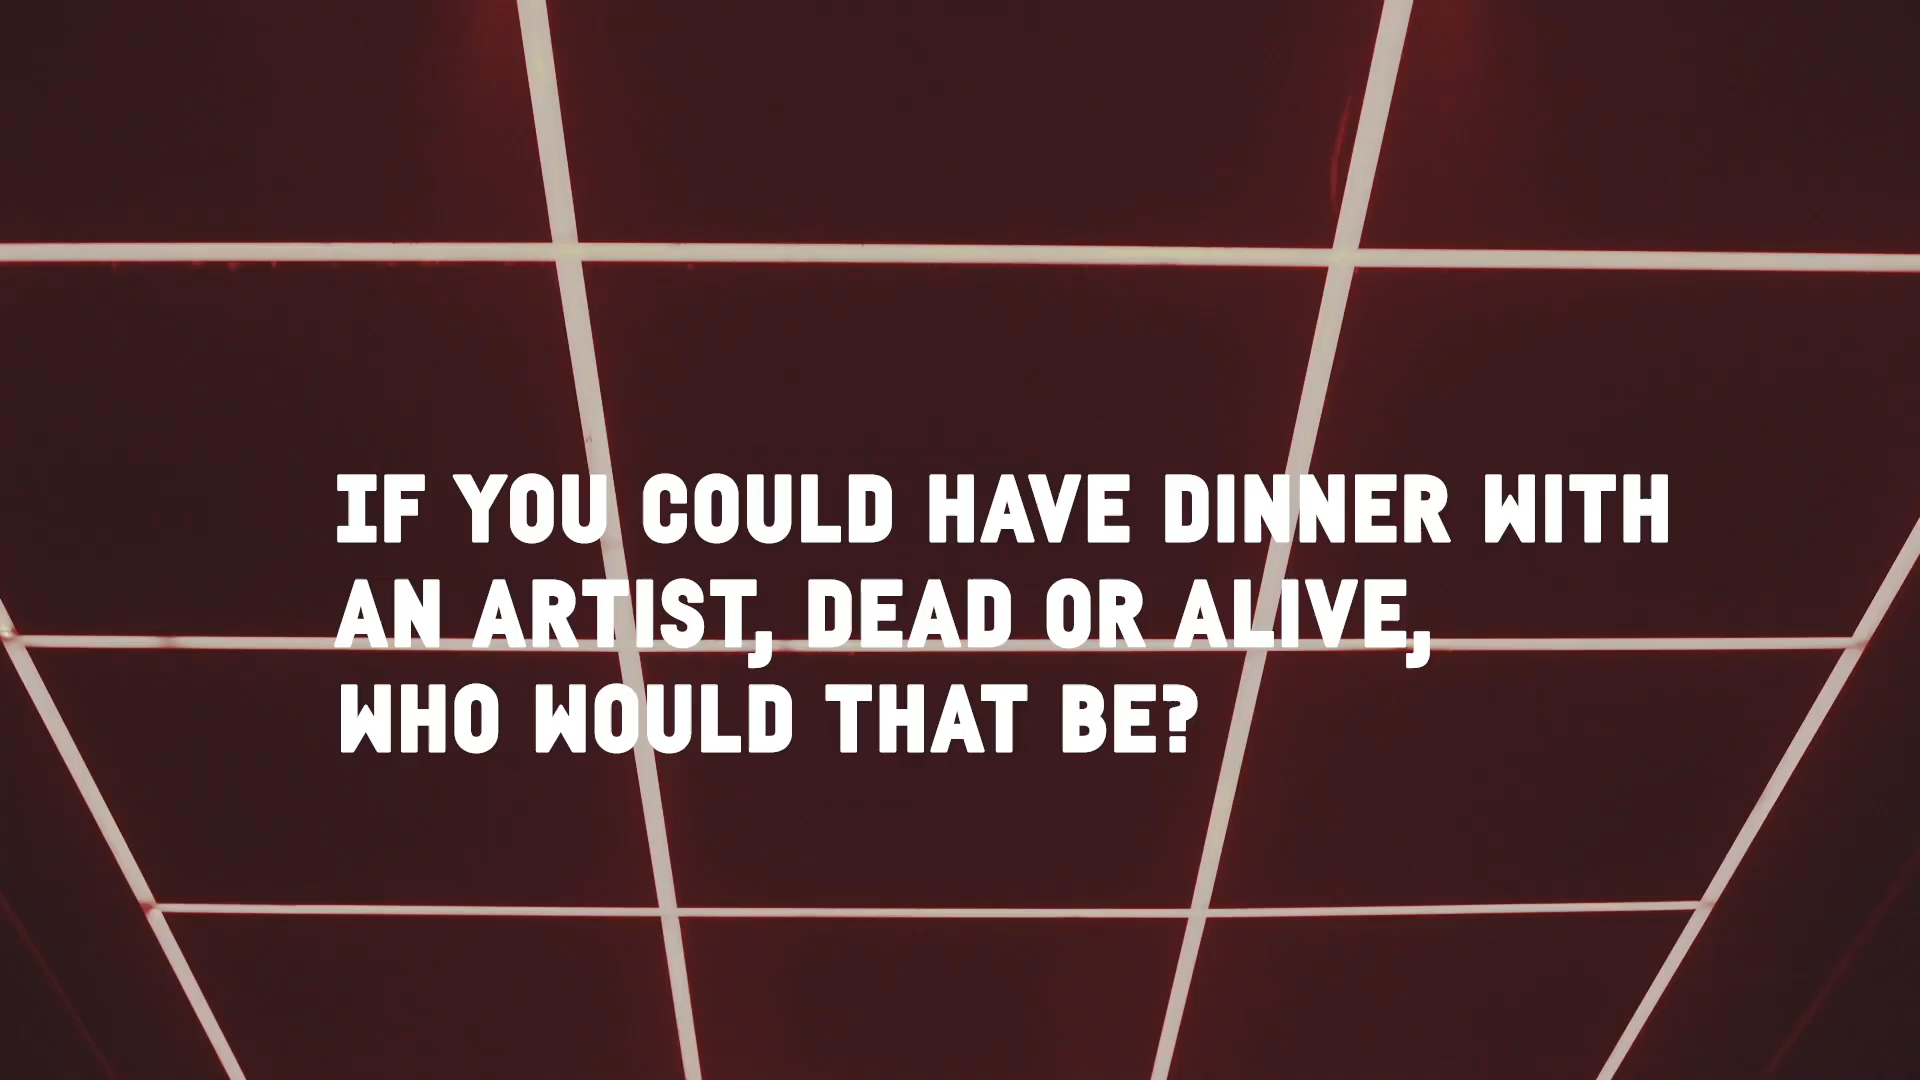 IF YOU COULD HAVE DINNER WITH
AN ARTIST, DEAD OR ALIVE,
WHO WOULD THAT BE?